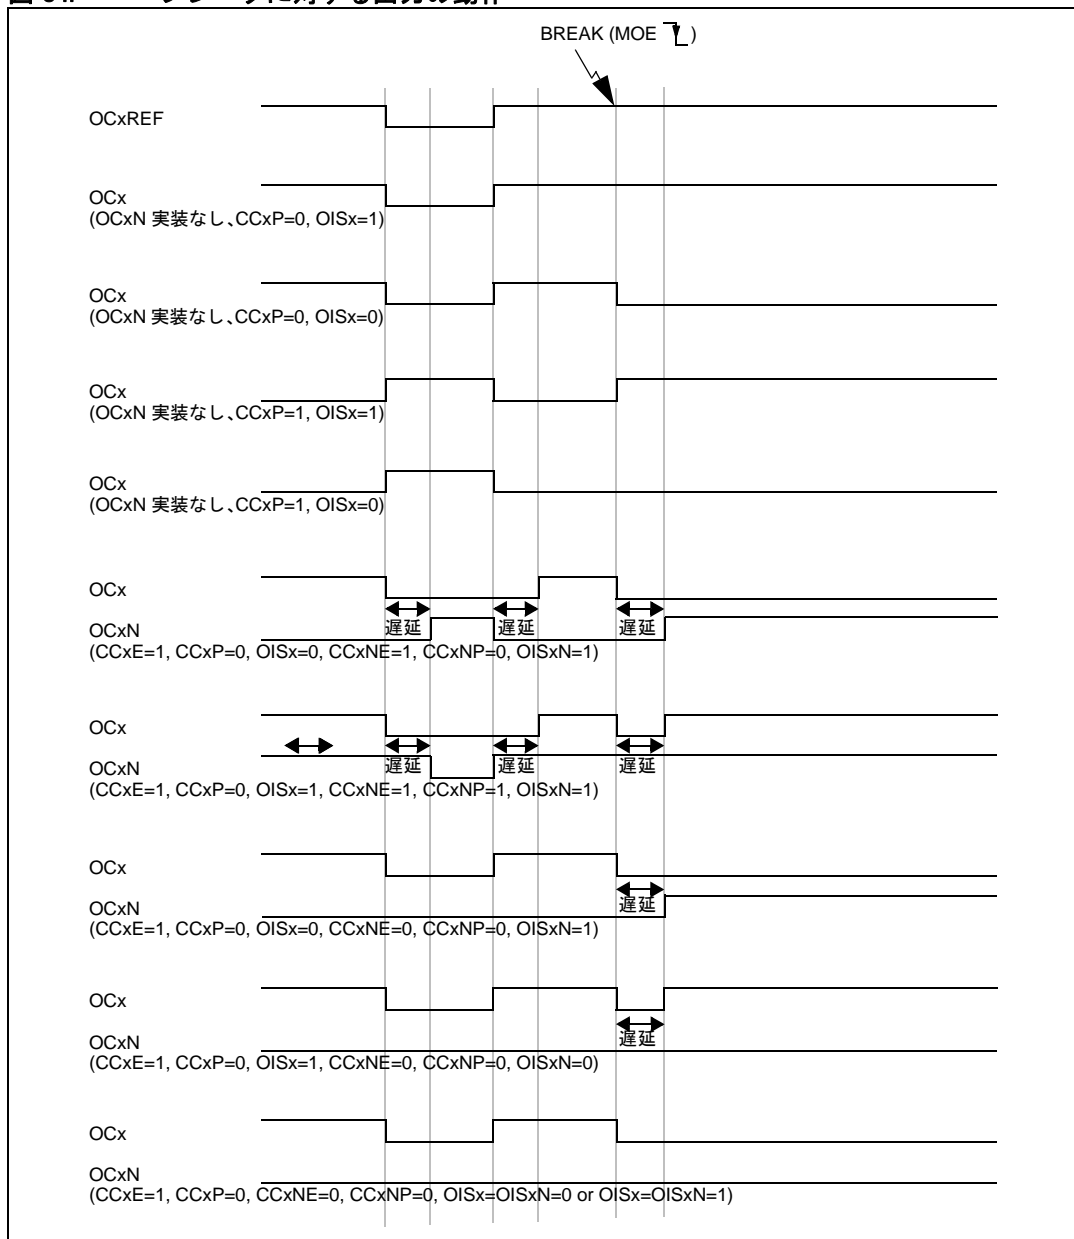 BREAK (MOE )
OCxREF
OCx
(OCxN 実装なし、CCxP=0, OISx=1)
OCx
(OCxN 実装なし、CCxP=0, OISx=0)
OCx
(OCxN 実装なし、CCxP=1, OISx=1)
OCx
(OCxN 実装なし、CCxP=1, OISx=0)
OCx
遅延 遅延 遅延
OCxN
(CCxE=1, CCxP=0, OISx=0, CCxNE=1, CCxNP=0, OISxN=1)
OCx
遅延 遅延 遅延
OCxN
(CCxE=1, CCxP=0, OISx=1, CCxNE=1, CCxNP=1, OISxN=1)
OCx
遅延
OCxN
(CCxE=1, CCxP=0, OISx=0, CCxNE=0, CCxNP=0, OISxN=1)
OCx
遅延
OCxN
(CCxE=1, CCxP=0, OISx=1, CCxNE=0, CCxNP=0, OISxN=0)
OCx
OCxN
(CCxE=1, CCxP=0, CCxNE=0, CCxNP=0, OISx=OISxN=0 or OISx=OISxN=1)